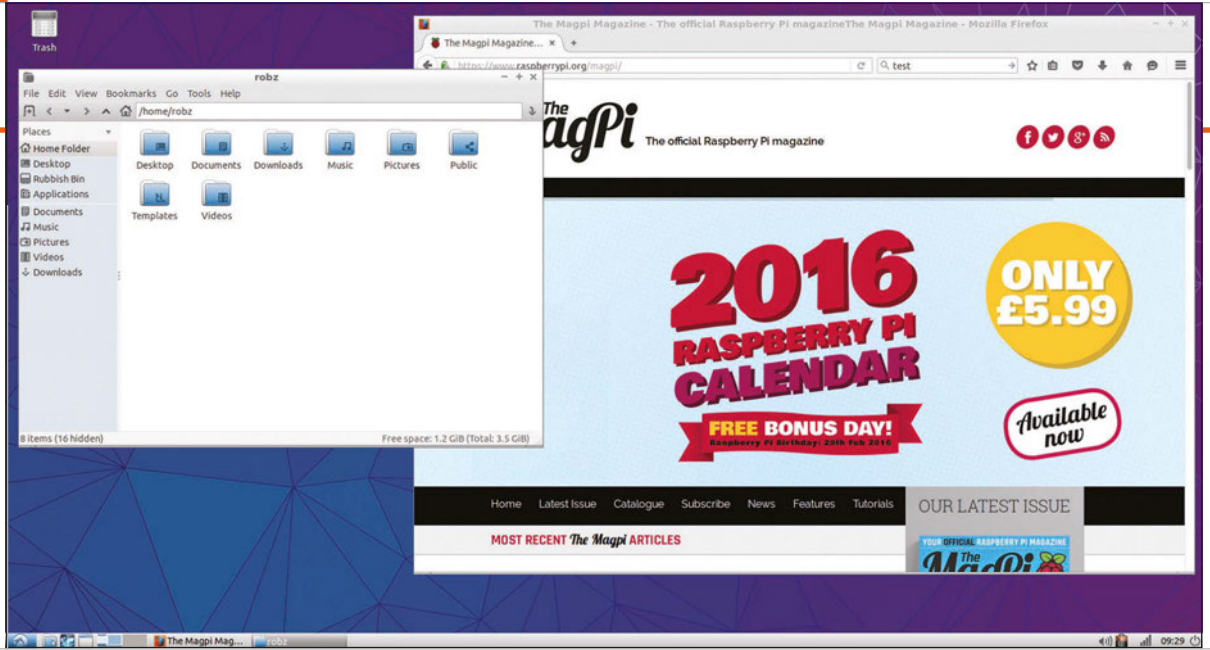 Trash
robz
File Edit View Bookmarks Go Tools Help
/home/robz
Places
Home Folder
Desktop
Rubbish Bin
Applications
Documents
Music
Pictures
Videos
Downloads
Desktop Documents Downloads Music Pictures Public
Templates Videos
8 items (16 hidden) Free space: 1.2 GiB (Total: 3.5 GiB)
The Magpi Magazine - The official Raspberry Pi magazineThe Magpi Magazine - Mozilla Firefox
The Magpi Magazine...
https://www.raspberrypi.org/magpi/
test
The
agPi The official Raspberry Pi magazine
2016
RASPBERRY PI
CALENDAR
FREE BONUS DAY!
Raspberry Pi Birthday: 29th Feb 2016
ONLY
£5.99
Available
now
Home Latest Issue Catalogue Subscribe News Features Tutorials
OUR LATEST ISSUE
MOST RECENT The Magpi ARTICLES
YOUR OFFICIAL RASPBERRY PI MAGAZINE
The
MagPi
The Magpi Mag... robz 09:29